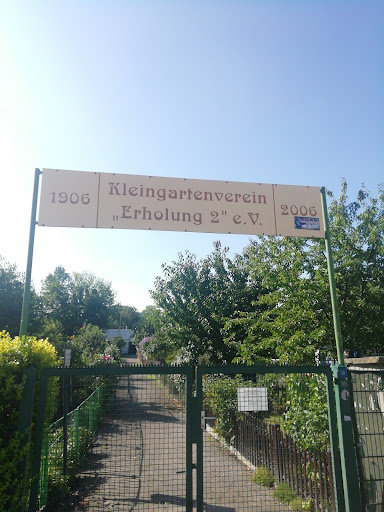 1906
Kleingartenverein
„Erholung 2" e.V.
2006